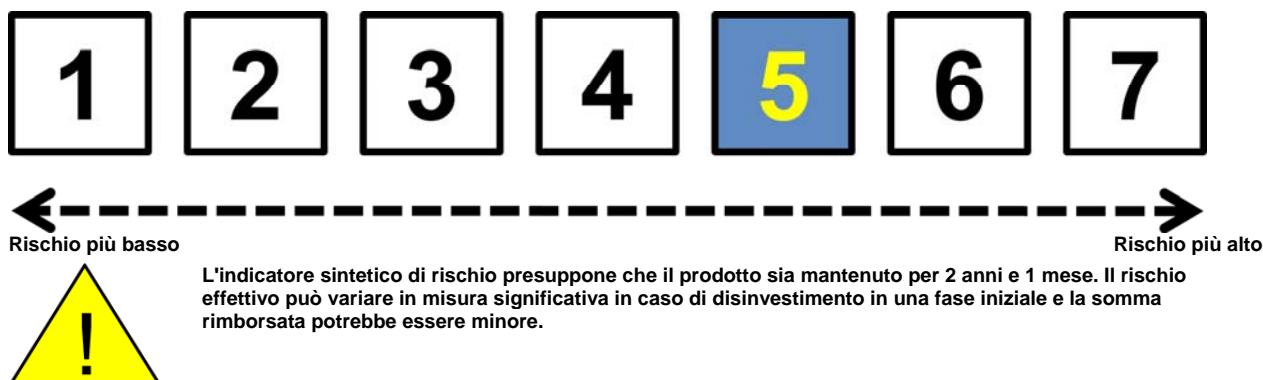 1 2 3 4 5 6 7
Rischio più basso Rischio più alto
L'indicatore sintetico di rischio presuppone che il prodotto sia mantenuto per 2 anni e 1 mese. Il rischio
effettivo può variare in misura significativa in caso di disinvestimento in una fase iniziale e la somma
rimborsata potrebbe essere minore.
!